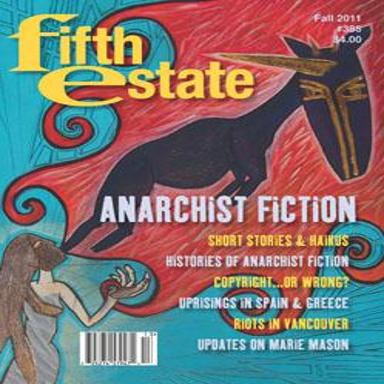 fifth
estate
Fall 2011
#385
$4.00
ANARCHIST FICTION
SHORT STORIES & HAIKUS
HISTORIES OF ANARCHIST FICTION
COPYRIGHT...OR WRONG?
UPRISINGS IN SPAIN & GREECE
RIOTS IN VANCOUVER
UPDATES ON MARIE MASON